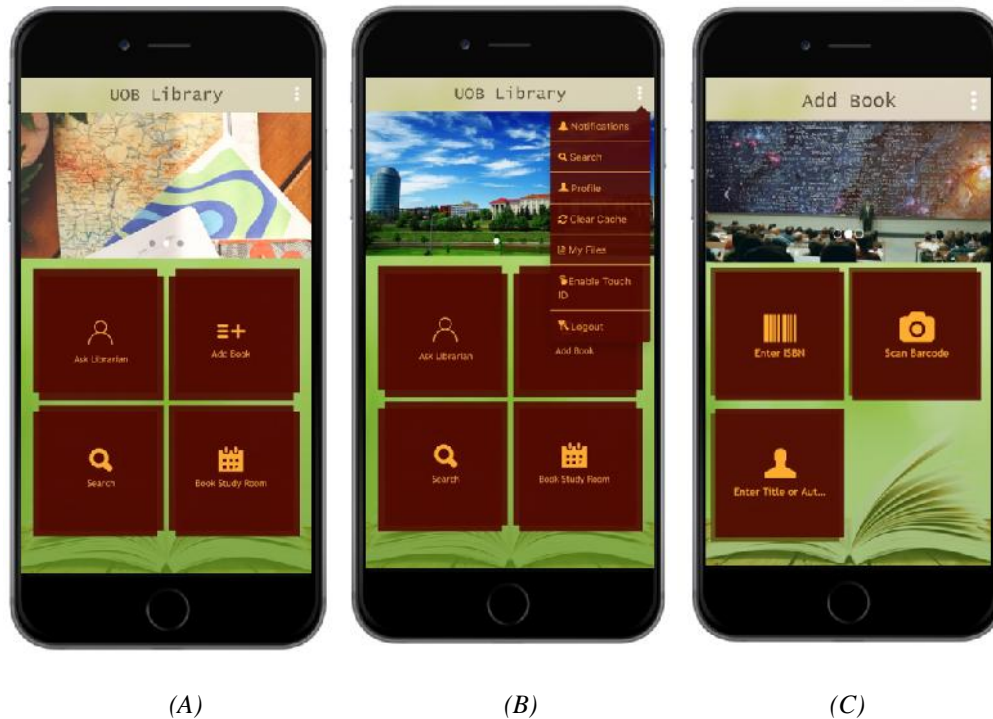 UOB Library
Ask Librarian
Add Book
Search
Book Study Room
UOB Library
Notifications
Search
Profile
Clear Cache
My Files
Enable Touch
ID
Logout
Ask Librarian
Add Book
Search
Book Study Room
Add Book
Enter ISBN
Scan Barcode
Enter Title or Aut...
(A)
(B)
(C)